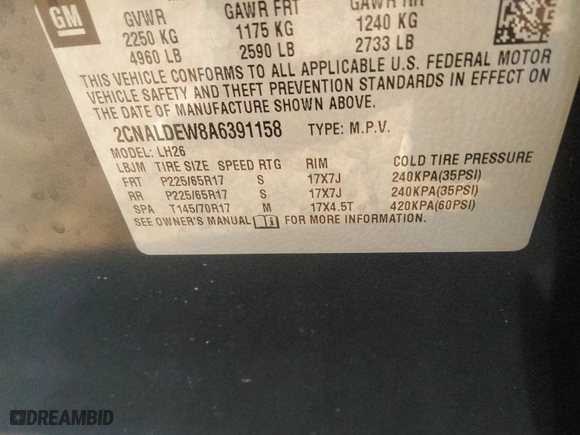 GM
GVWR GAWR FRT GAWR RR
2250 KG 1175 KG 1240 KG
4960 LB 2590 LB 2733 LB
THIS VEHICLE CONFORMS TO ALL APPLICABLE U.S. FEDERAL MOTOR
VEHICLE SAFETY AND THEFT PREVENTION STANDARDS IN EFFECT ON
THE DATE OF MANUFACTURE SHOWN ABOVE.
2CNALDEW8A6391158 TYPE: M.P.V.
MODEL: LH26
LBJM TIRE SIZE SPEED RTG RIM COLD TIRE PRESSURE
FRT P225/65R17 S 17X7J 240KPA(35PSI)
RR P225/65R17 S 17X7J 240KPA(35PSI)
SPA T145/70R17 M 17X4.5T 420KPA(60PSI)
SEE OWNER'S MANUAL FOR MORE INFORMATION.
DREAMBID